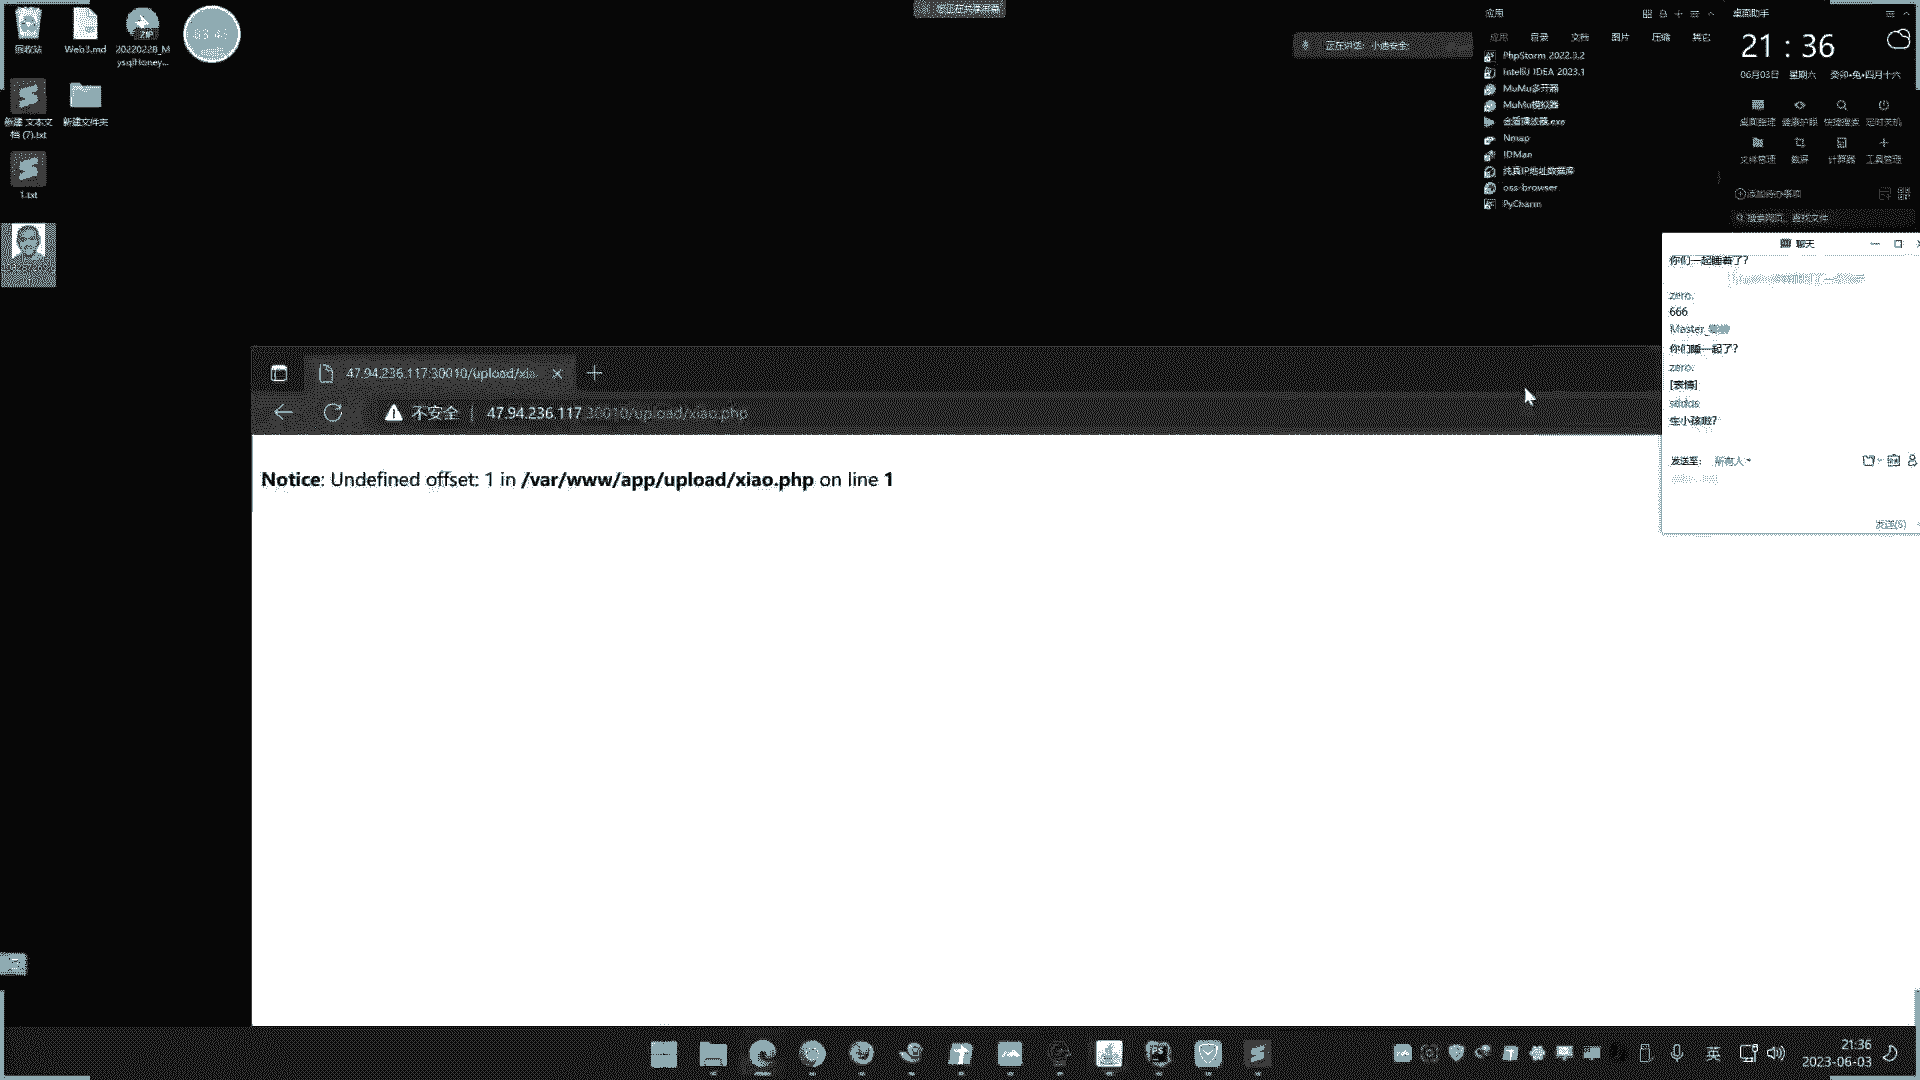 回收站
Web3.md
20220228_M
ysqlHoney...
03:43
新建 文本文
档 (7).txt
新建文件夹
1.txt
您正在共享屏幕
正在讲话: 小迪安全;
应用
应用 目录 文档 图片 压缩 其它
PhpStorm 2022.3.2
IntelliJ IDEA 2023.1
MuMu多开器
MuMu模拟器
金盾播放器.exe
Nmap
IDMan
纯真IP地址数据库
oss-browser
PyCharm
桌面助手
21 : 36
06月03日 星期六 癸卯•兔•四月十六
桌面整理 健康护眼 快捷搜索 定时关机
文件管理 截屏 计算器 工具管理
添加待办事项
搜索网页、查找文件
聊天
你们一起睡着了?
zero:
666
Master_
你们睡一起了?
zero:
[表情]
sddds:
生小孩啦?
发送至: 所有人
发送(S)
47.94.236.117:30010/upload/xia
不安全 | 47.94.236.117:30010/upload/xiao.php
Notice: Undefined offset: 1 in /var/www/app/upload/xiao.php on line 1
英
21:36
2023-06-03